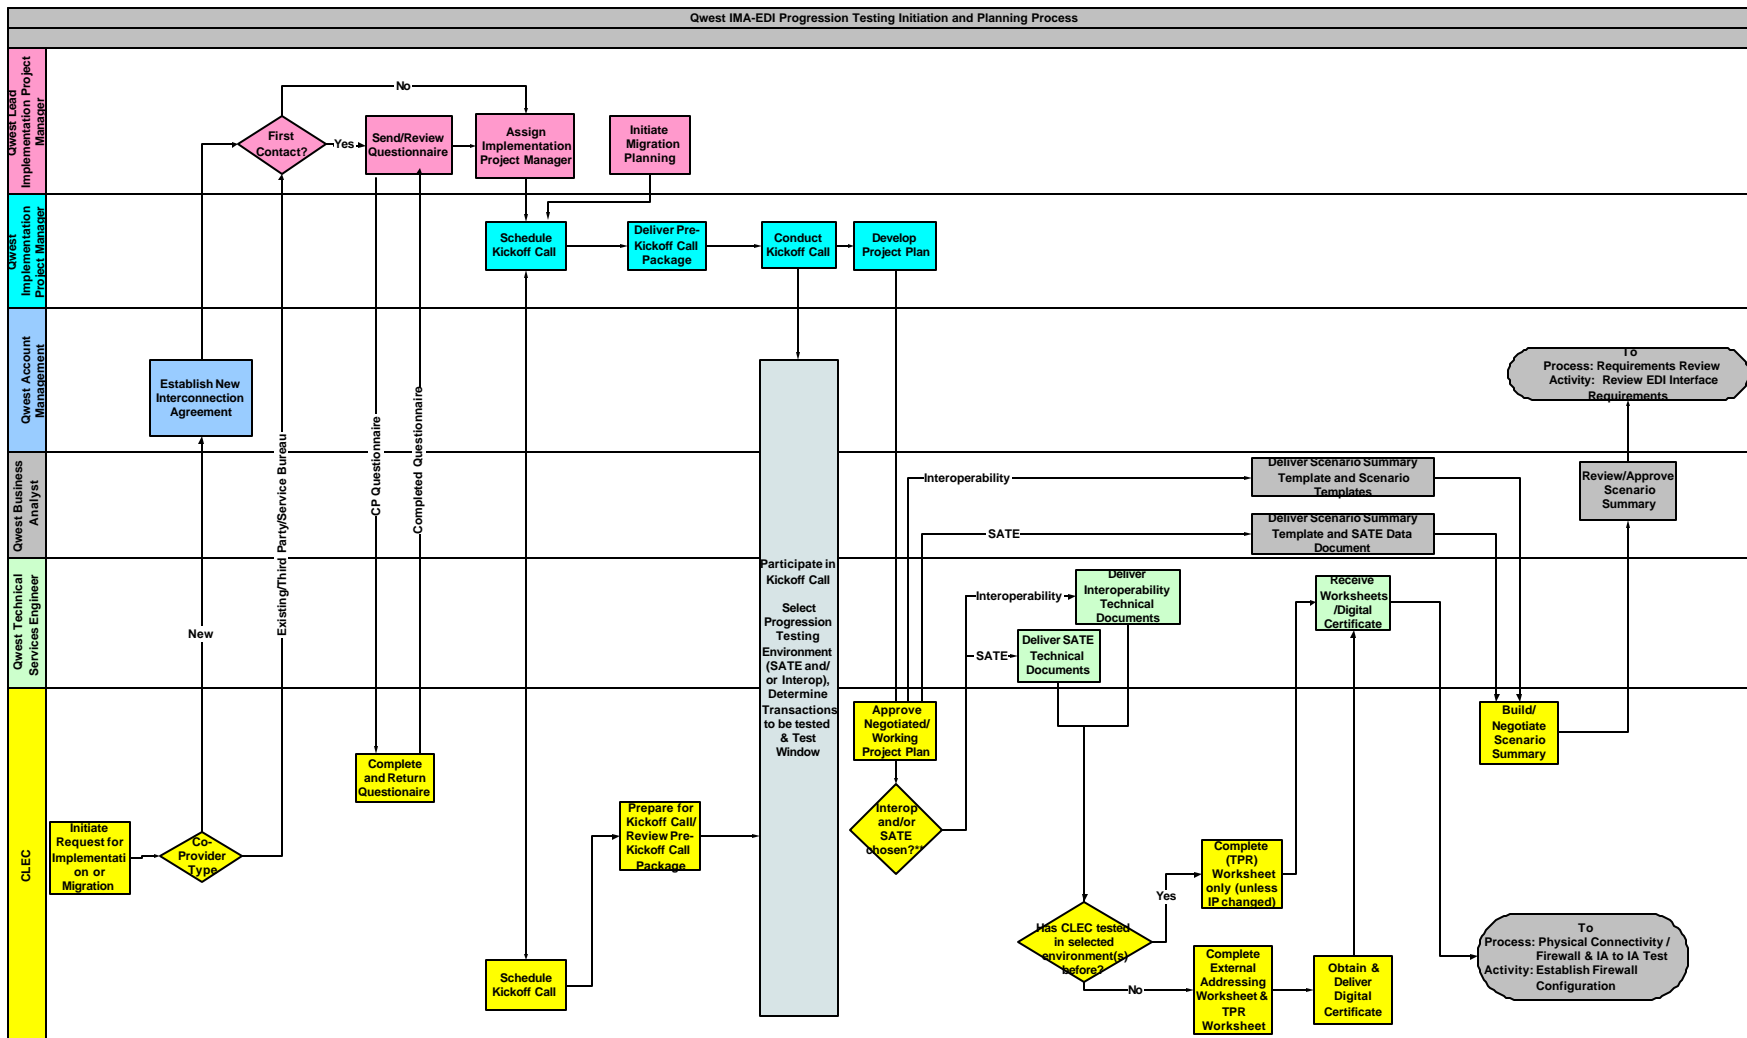 Qwest IMA-EDI Progression Testing Initiation and Planning Process
Qwest Lead
Implementation Project
Manager
No
First
Contact?
Yes
Send/Review
Questionnaire
Assign
Implementation
Project Manager
Initiate
Migration
Planning
Qwest
Implementation
Project Manager
Schedule
Kickoff Call
Deliver Pre-
Kickoff Call
Package
Conduct
Kickoff Call
Develop
Project Plan
Qwest Account
Management
Establish New
Interconnection
Agreement
To
Process: Requirements Review
Activity: Review EDI Interface
Requirements
Existing/Third Party/Service Bureau
CP Questionnaire
Completed Questionnaire
Qwest Business
Analyst
Interoperability
Deliver Scenario Summary
Template and Scenario
Templates
Review/Approve
Scenario
Summary
SATE
Deliver Scenario Summary
Template and SATE Data
Document
Qwest Technical
Services Engineer
New
Participate in
Kickoff Call
Select
Progression
Testing
Environment
(SATE and/
or Interop),
Determine
Transactions
to be tested
& Test
Window
Interoperability
Deliver
Interoperability
Technical
Documents
SATE
Deliver SATE
Technical
Documents
Receive
Worksheets
/Digital
Certificate
CLEC
Approve
Negotiated/
Working
Project Plan
Build/
Negotiate
Scenario
Summary
Complete
and Return
Questionaire
Initiate
Request for
Implementati
on or
Migration
Co-
Provider
Type
Prepare for
Kickoff Call/
Review Pre-
Kickoff Call
Package
Interop
and/or
SATE
chosen?**
Complete
(TPR)
Worksheet
only (unless
IP changed)
Yes
Has CLEC tested
in selected
environment(s)
before?
No
Schedule
Kickoff Call
Complete
External
Addressing
Worksheet &
TPR
Worksheet
Obtain &
Deliver
Digital
Certificate
To
Process: Physical Connectivity /
Firewall & IA to IA Test
Activity: Establish Firewall
Configuration